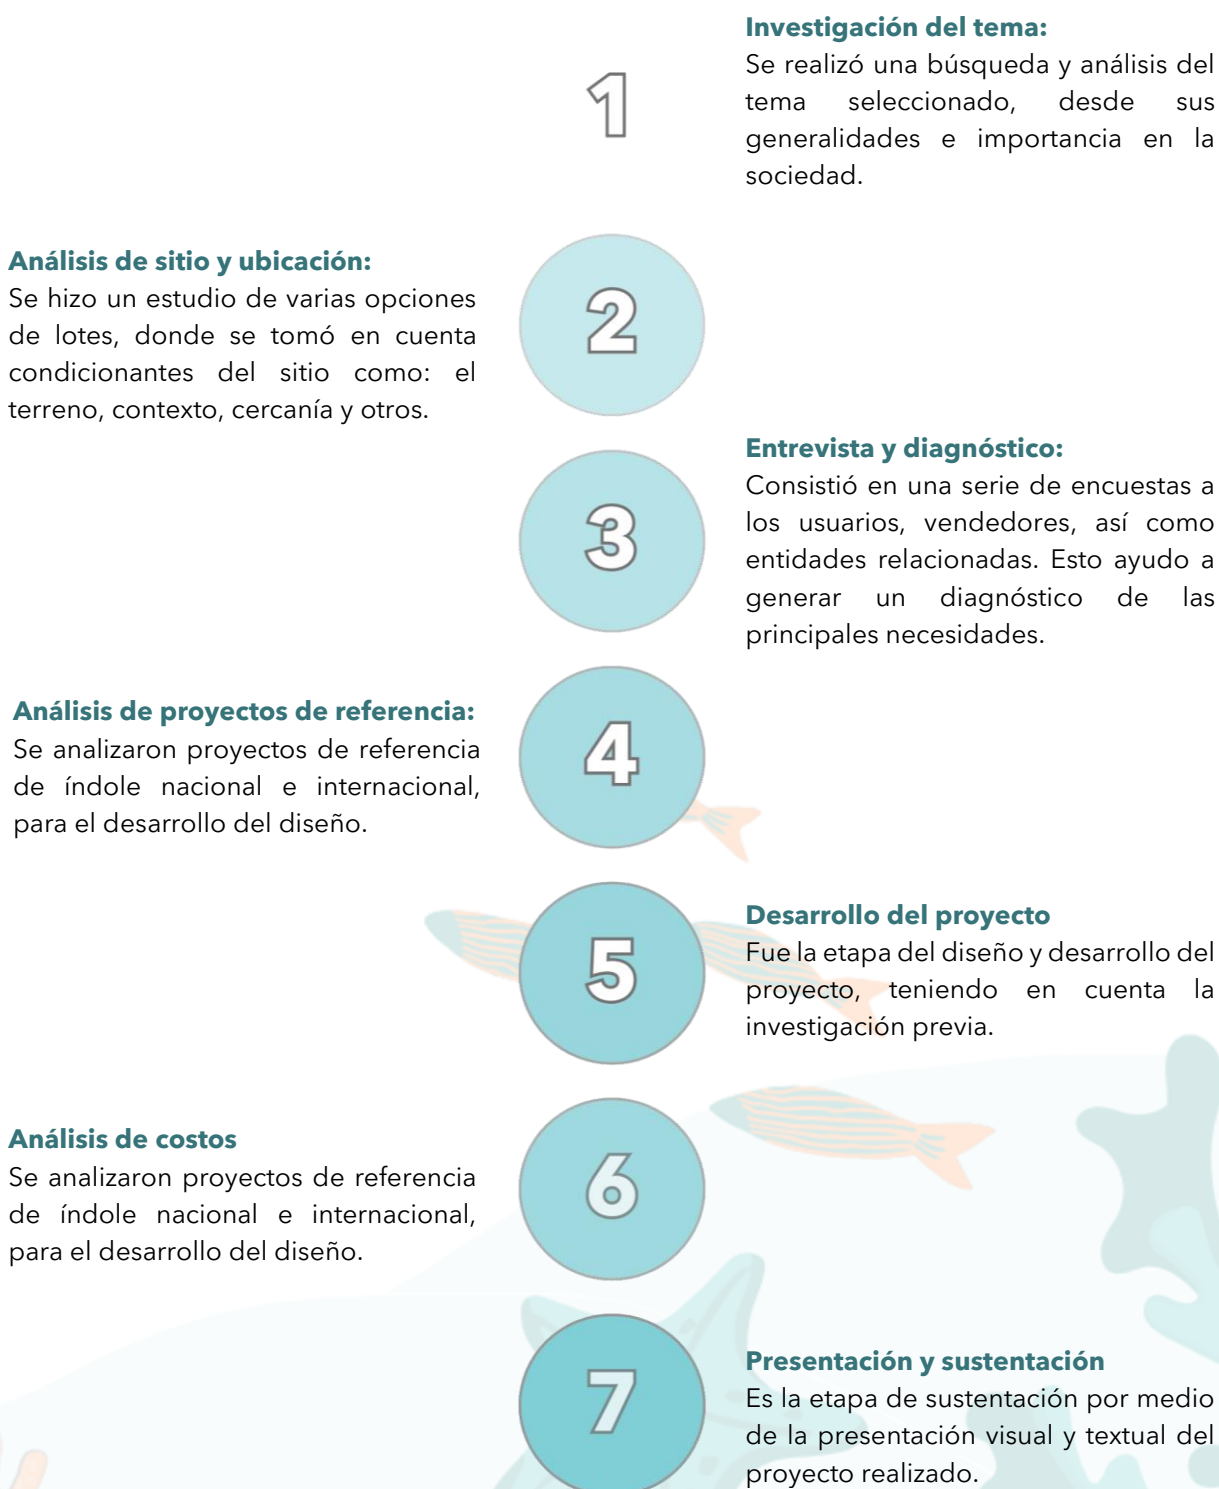 Investigación del tema:
Se realizó una búsqueda y análisis del
tema seleccionado, desde sus
generalidades e importancia en la
sociedad.
1
Análisis de sitio y ubicación:
Se hizo un estudio de varias opciones
de lotes, donde se tomó en cuenta
condicionantes del sitio como: el
terreno, contexto, cercanía y otros.
2
Entrevista y diagnóstico:
Consistió en una serie de encuestas a
los usuarios, vendedores, así como
entidades relacionadas. Esto ayudo a
generar un diagnóstico de las
principales necesidades.
3
Análisis de proyectos de referencia:
Se analizaron proyectos de referencia
de índole nacional e internacional,
para el desarrollo del diseño.
4
Desarrollo del proyecto
Fue la etapa del diseño y desarrollo del
proyecto, teniendo en cuenta la
investigación previa.
5
Análisis de costos
Se analizaron proyectos de referencia
de índole nacional e internacional,
para el desarrollo del diseño.
6
Presentación y sustentación
Es la etapa de sustentación por medio
de la presentación visual y textual del
proyecto realizado.
7